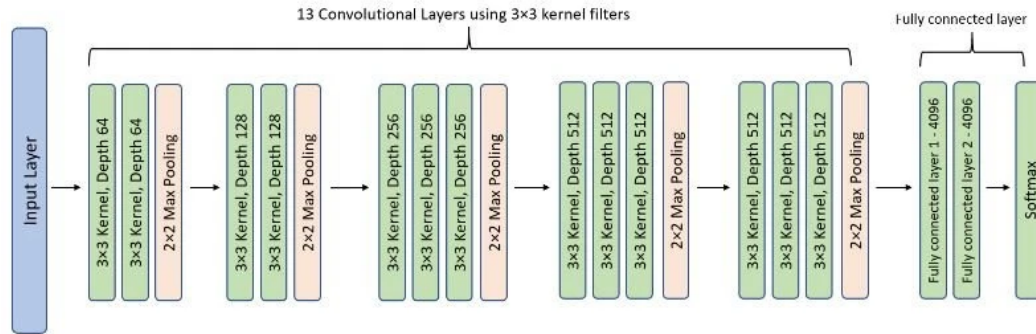 13 Convolutional Layers using 3×3 kernel filters
Fully connected layer
Input Layer
3×3 Kernel, Depth 64
3×3 Kernel, Depth 64
2×2 Max Pooling
3×3 Kernel, Depth 128
3×3 Kernel, Depth 128
2×2 Max Pooling
3×3 Kernel, Depth 256
3×3 Kernel, Depth 256
3×3 Kernel, Depth 256
2×2 Max Pooling
3×3 Kernel, Depth 512
3×3 Kernel, Depth 512
3×3 Kernel, Depth 512
2×2 Max Pooling
3×3 Kernel, Depth 512
3×3 Kernel, Depth 512
3×3 Kernel, Depth 512
2×2 Max Pooling
Fully connected layer 1 - 4096
Fully connected layer 2 - 4096
Softmax